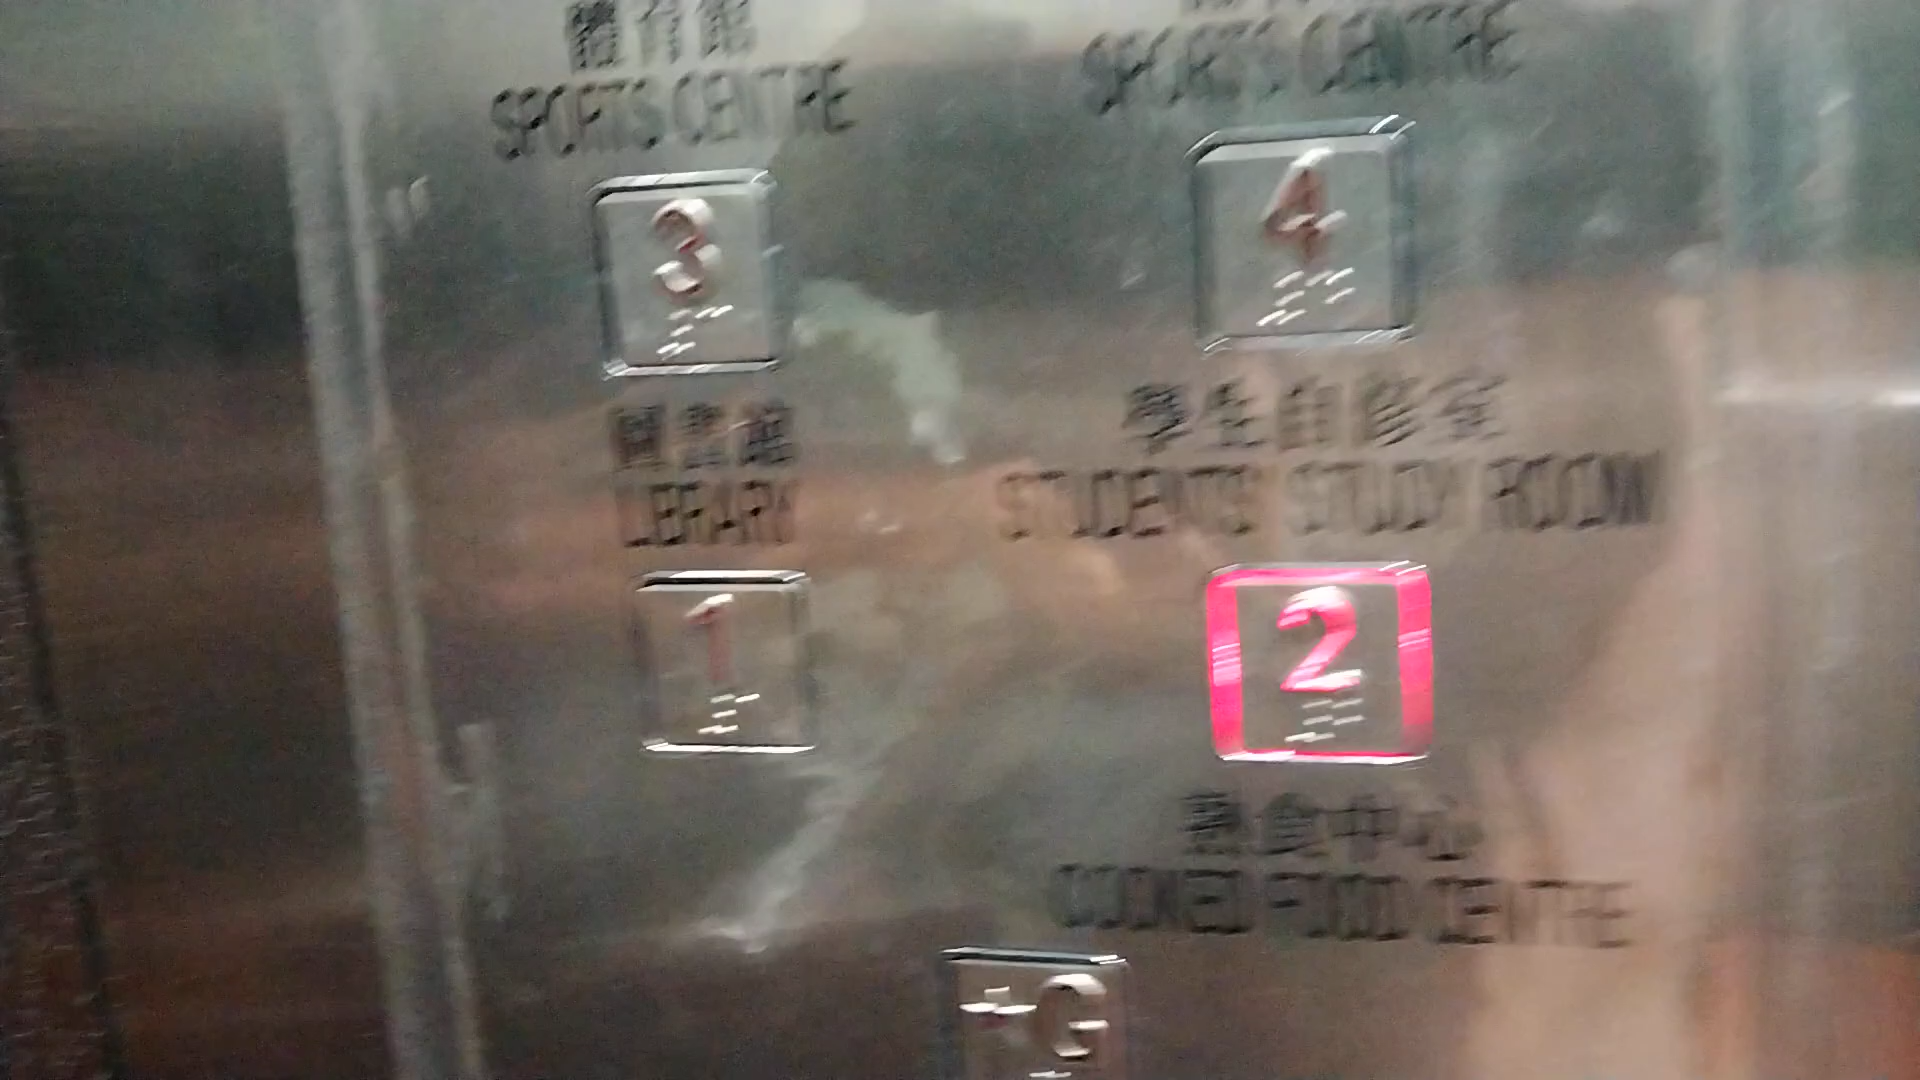 體育館
SPORTS CENTRE
SPORTS CENTRE
3
4
圖書館
LIBRARY
學生自修室
STUDENTS' STUDY ROOM
1
2
熟食中心
COOKED FOOD CENTRE
★G